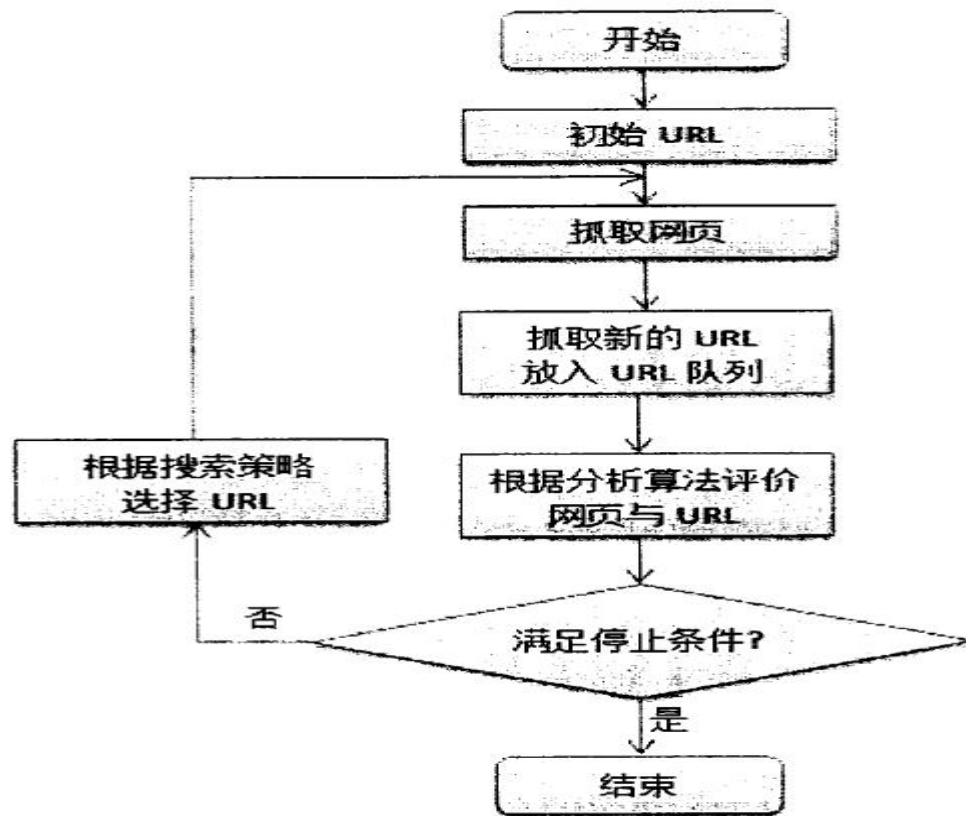 开始
初始 URL
抓取网页
抓取新的 URL
放入 URL 队列
根据搜索策略
选择 URL
根据分析算法评价
网页与 URL
否
满足停止条件?
是
结束